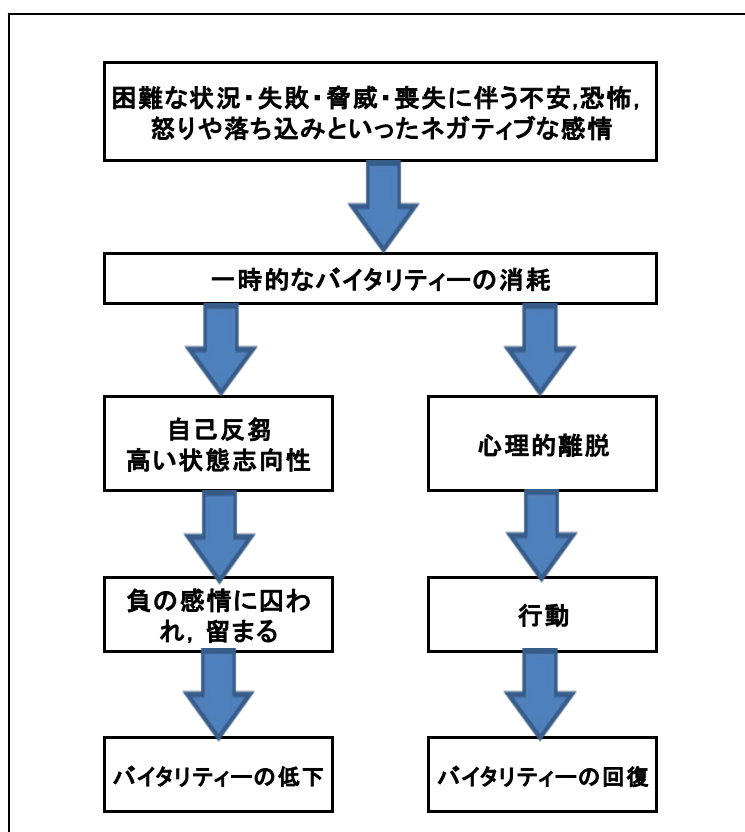 困難な状況・失敗・脅威・喪失に伴う不安,恐怖,
怒りや落ち込みといったネガティブな感情
一時的なバイタリティーの消耗
自己反芻
高い状態志向性
心理的離脱
負の感情に囚わ
れ，留まる
行動
バイタリティーの低下
バイタリティーの回復